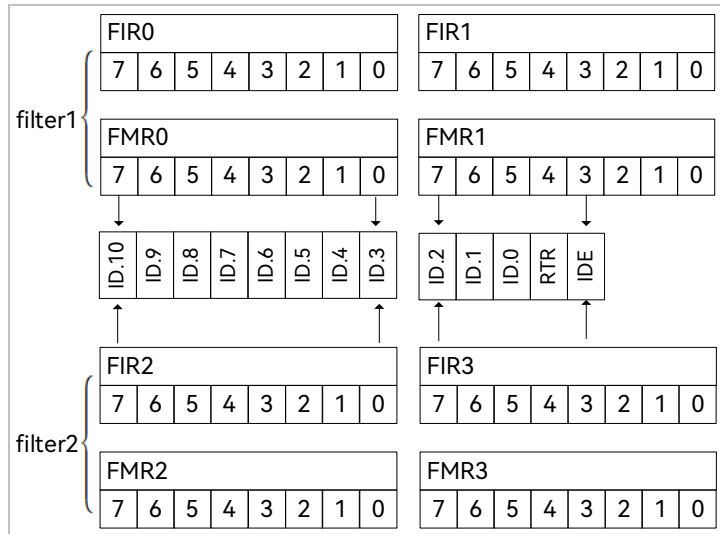 FIR0 FIR1
7 6 5 4 3 2 1 0 7 6 5 4 3 2 1 0
filter1
FMR0 FMR1
7 6 5 4 3 2 1 0 7 6 5 4 3 2 1 0
ID.10 ID.9 ID.8 ID.7 ID.6 ID.5 ID.4 ID.3 ID.2 ID.1 ID.0 RTR IDE
FIR2 FIR3
7 6 5 4 3 2 1 0 7 6 5 4 3 2 1 0
filter2
FMR2 FMR3
7 6 5 4 3 2 1 0 7 6 5 4 3 2 1 0